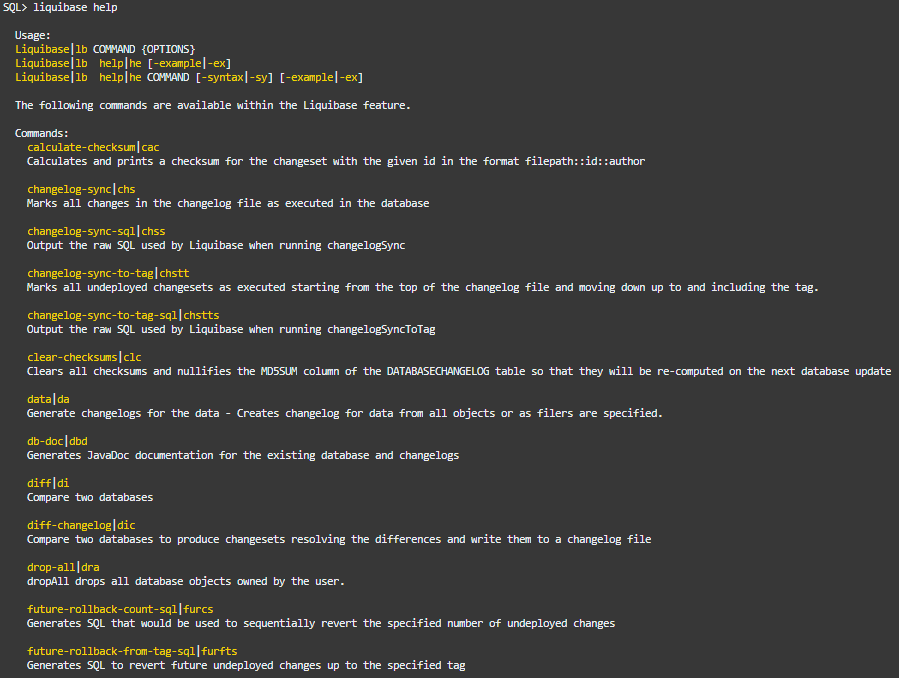 SQL> liquibase help
Usage:
Liquibase|lb COMMAND {OPTIONS}
Liquibase|lb help|he [-example|-ex]
Liquibase|lb help|he COMMAND [-syntax|-sy] [-example|-ex]
The following commands are available within the Liquibase feature.
Commands:
calculate-checksum|cac
Calculates and prints a checksum for the changeset with the given id in the format filepath::id::author
changelog-sync|chs
Marks all changes in the changelog file as executed in the database
changelog-sync-sql|chss
Output the raw SQL used by Liquibase when running changelogSync
changelog-sync-to-tag|chstt
Marks all undeployed changesets as executed starting from the top of the changelog file and moving down up to and including the tag.
changelog-sync-to-tag-sql|chstts
Output the raw SQL used by Liquibase when running changelogSyncToTag
clear-checksums|clc
Clears all checksums and nullifies the MD5SUM column of the DATABASECHANGELOG table so that they will be re-computed on the next database update
data|da
Generate changelogs for the data - Creates changelog for data from all objects or as filers are specified.
db-doc|dbd
Generates JavaDoc documentation for the existing database and changelogs
diff|di
Compare two databases
diff-changelog|dic
Compare two databases to produce changesets resolving the differences and write them to a changelog file
drop-all|dra
dropAll drops all database objects owned by the user.
future-rollback-count-sql|furcs
Generates SQL that would be used to sequentially revert the specified number of undeployed changes
future-rollback-from-tag-sql|furfts
Generates SQL to revert future undeployed changes up to the specified tag